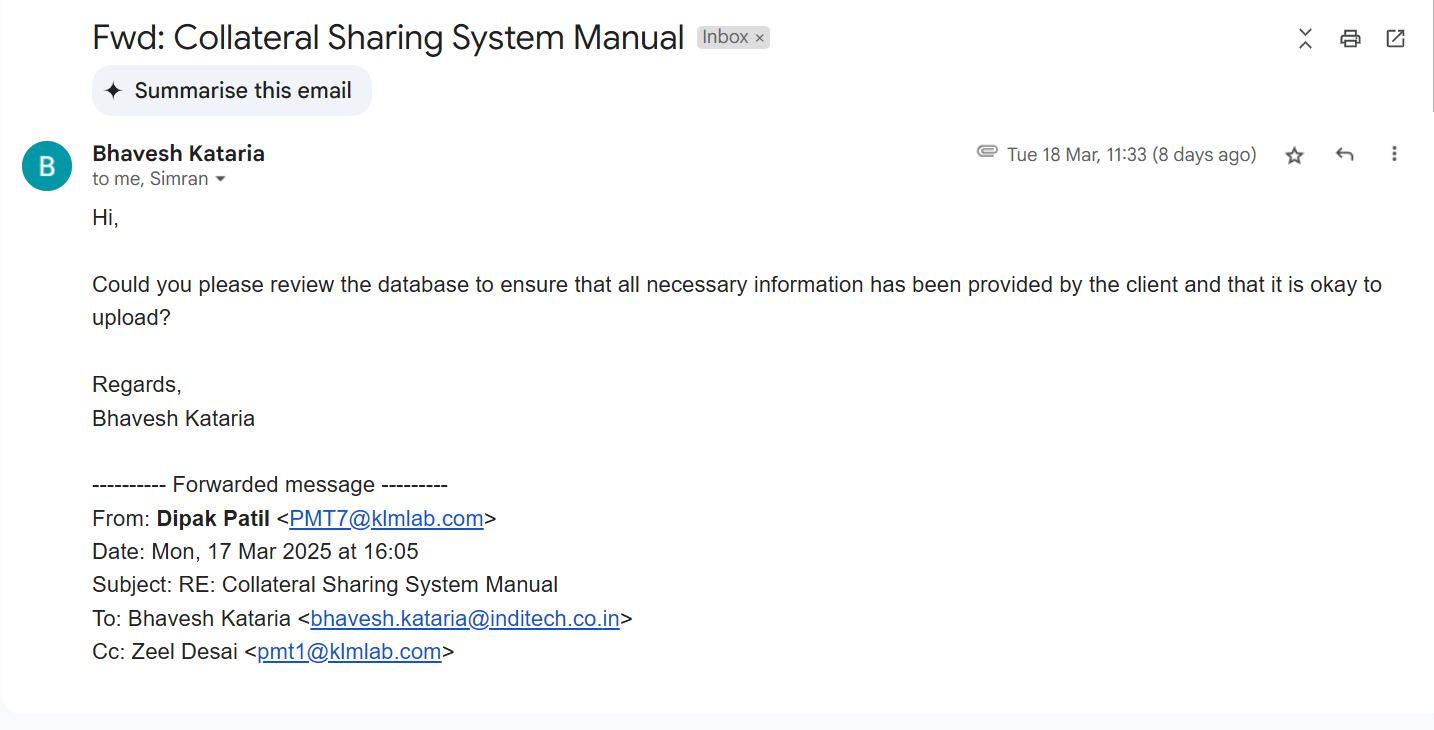 Fwd: Collateral Sharing System Manual Inbox ×
Summarise this email
B
Bhavesh Kataria Tue 18 Mar, 11:33 (8 days ago)
to me, Simran
Hi,
Could you please review the database to ensure that all necessary information has been provided by the client and that it is okay to
upload?
Regards,
Bhavesh Kataria
---------- Forwarded message ---------
From: Dipak Patil <PMT7@klmlab.com>
Date: Mon, 17 Mar 2025 at 16:05
Subject: RE: Collateral Sharing System Manual
To: Bhavesh Kataria <bhavesh.kataria@inditech.co.in>
Cc: Zeel Desai <pmt1@klmlab.com>